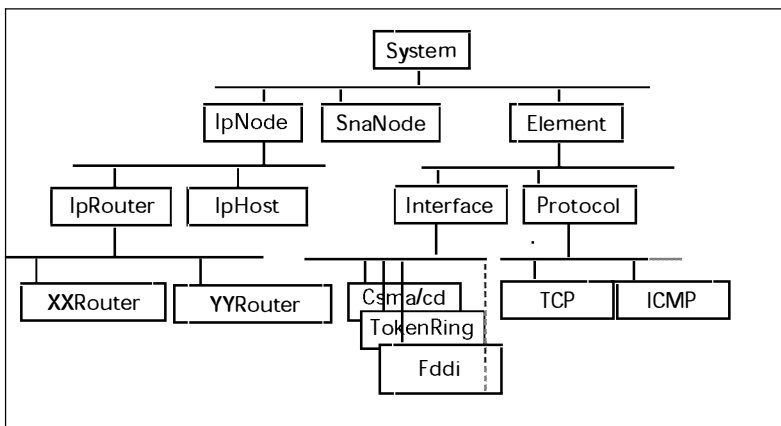 System
IpNode
SnaNode
Element
IpRouter
IpHost
Interface
Protocol
XXRouter
YYRouter
Csma/cd
TokenRing
Fddi
TCP
ICMP